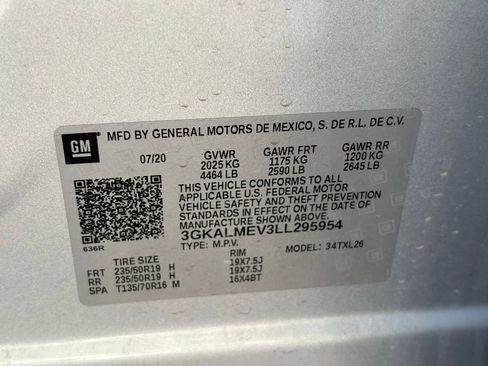 GM
MFD BY GENERAL MOTORS DE MEXICO, S. DE R.L. DE C.V.
07/20 GVWR GAWR FRT GAWR RR
2025 KG 1175 KG 1200 KG
4464 LB 2590 LB 2645 LB
THIS VEHICLE CONFORMS TO ALL
APPLICABLE U.S. FEDERAL MOTOR
VEHICLE SAFETY, BUMPER, AND THEFT
PREVENTION STANDARDS IN EFFECT
ON THE DATE OF
MANUFACTURE SHOWN ABOVE.
3GKALMEV3LL295954
636R M.P.V. MODEL: 34TXL26
TIRE SIZE RIM
FRT 235/50R19 H 19X7.5J
RR 235/50R19 H 19X7.5J
SPA T135/70R16 M 16X4BT